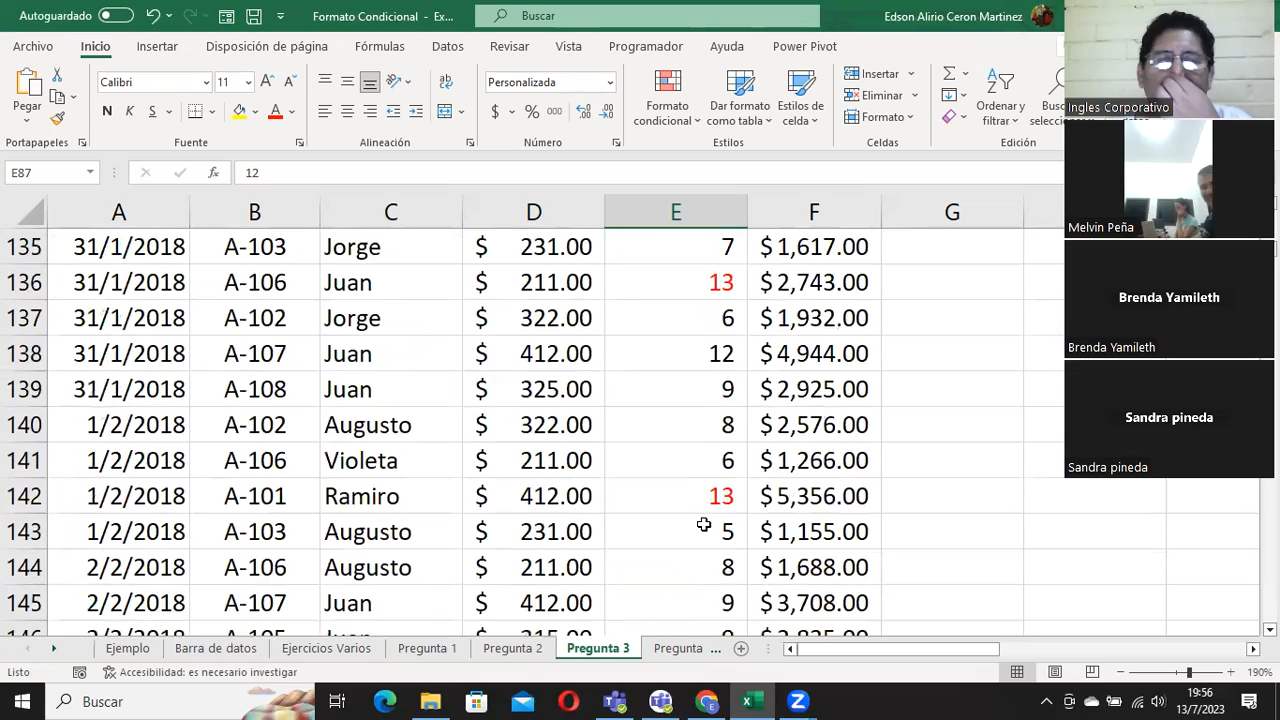 Autoguardado
Formato Condicional - Ex...
Buscar
Edson Alirio Ceron Martinez
Archivo Inicio Insertar Disposición de página Fórmulas Datos Revisar Vista Programador Ayuda Power Pivot
Pegar
Calibri 11
N K S
Personalizada
$ % 000
Formato condicional
Dar formato como tabla
Estilos de celda
Insertar
Eliminar
Formato
Ordenar y filtrar
Portapapeles Fuente Alineación Número Estilos Celdas Edición
E87 fx 12
A B C D E F G
135 31/1/2018 A-103 Jorge $ 231.00 7 $ 1,617.00
136 31/1/2018 A-106 Juan $ 211.00 13 $ 2,743.00
137 31/1/2018 A-102 Jorge $ 322.00 6 $ 1,932.00
138 31/1/2018 A-107 Juan $ 412.00 12 $ 4,944.00
139 31/1/2018 A-108 Juan $ 325.00 9 $ 2,925.00
140 1/2/2018 A-102 Augusto $ 322.00 8 $ 2,576.00
141 1/2/2018 A-106 Violeta $ 211.00 6 $ 1,266.00
142 1/2/2018 A-101 Ramiro $ 412.00 13 $ 5,356.00
143 1/2/2018 A-103 Augusto $ 231.00 5 $ 1,155.00
144 2/2/2018 A-106 Augusto $ 211.00 8 $ 1,688.00
145 2/2/2018 A-107 Juan $ 412.00 9 $ 3,708.00
Ejemplo Barra de datos Ejercicios Varios Pregunta 1 Pregunta 2 Pregunta 3 Pregunta ...
Listo Accesibilidad: es necesario investigar 190%
Buscar
19:56
13/7/2023
Ingles Corporativo
Melvin Peña
Brenda Yamileth
Brenda Yamileth
Sandra pineda
Sandra pineda